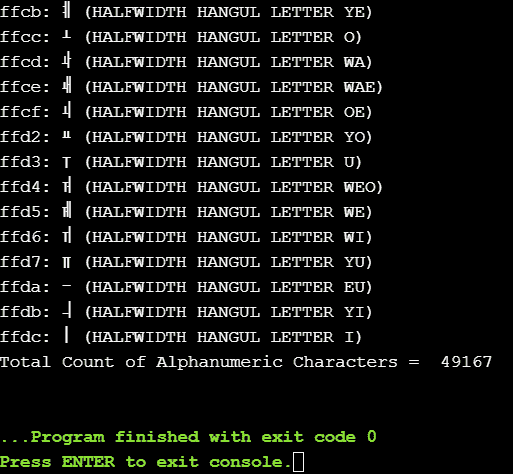 ffcb: ￋ (HALFWIDTH HANGUL LETTER YE)
ffcc: ￌ (HALFWIDTH HANGUL LETTER O)
ffcd: ￍ (HALFWIDTH HANGUL LETTER WA)
ffce: ￎ (HALFWIDTH HANGUL LETTER WAE)
ffcf: ￏ (HALFWIDTH HANGUL LETTER OE)
ffd2: ￒ (HALFWIDTH HANGUL LETTER YO)
ffd3: ￓ (HALFWIDTH HANGUL LETTER U)
ffd4: ￔ (HALFWIDTH HANGUL LETTER WEO)
ffd5: ￕ (HALFWIDTH HANGUL LETTER WE)
ffd6: ￖ (HALFWIDTH HANGUL LETTER WI)
ffd7: ￗ (HALFWIDTH HANGUL LETTER YU)
ffda: ￚ (HALFWIDTH HANGUL LETTER EU)
ffdb: ￛ (HALFWIDTH HANGUL LETTER YI)
ffdc: ￜ (HALFWIDTH HANGUL LETTER I)
Total Count of Alphanumeric Characters =  49167
...Program finished with exit code 0
Press ENTER to exit console.